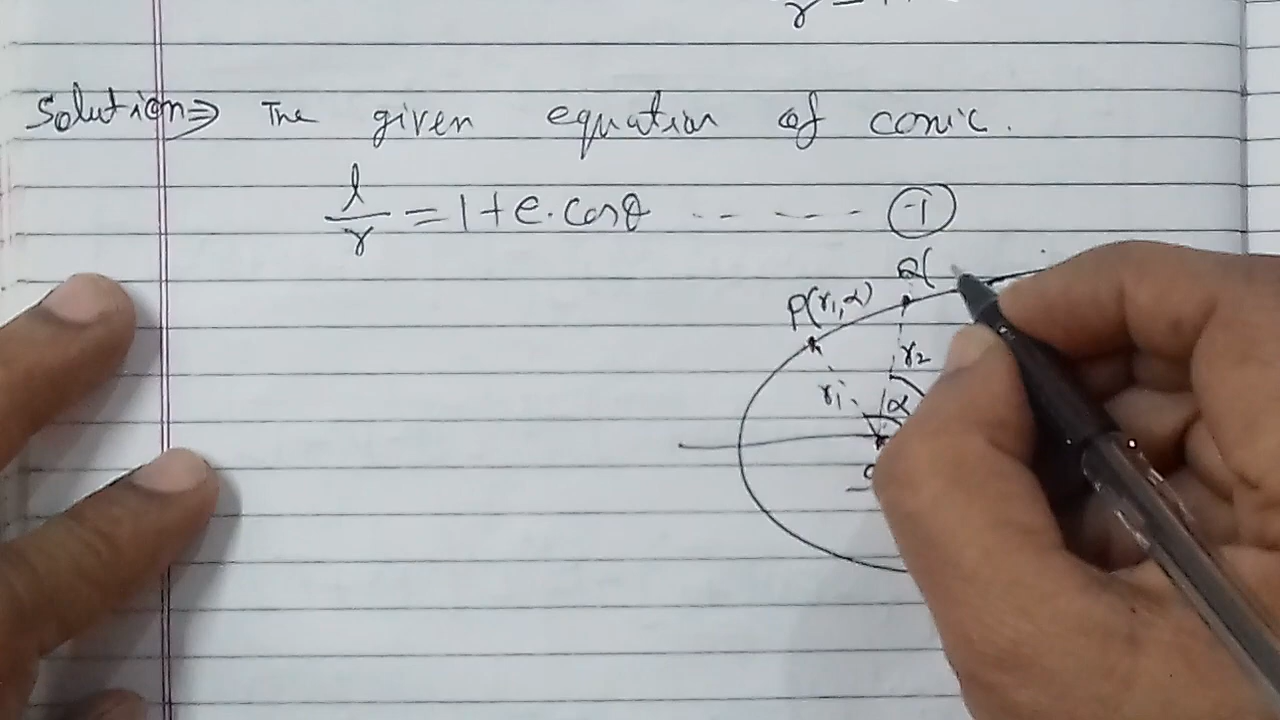 Solution⇒ The given equation of conic.
l/r = 1+e.cosθ ------ ①
Q(
P(r₁,α)
r₂
r₁ α